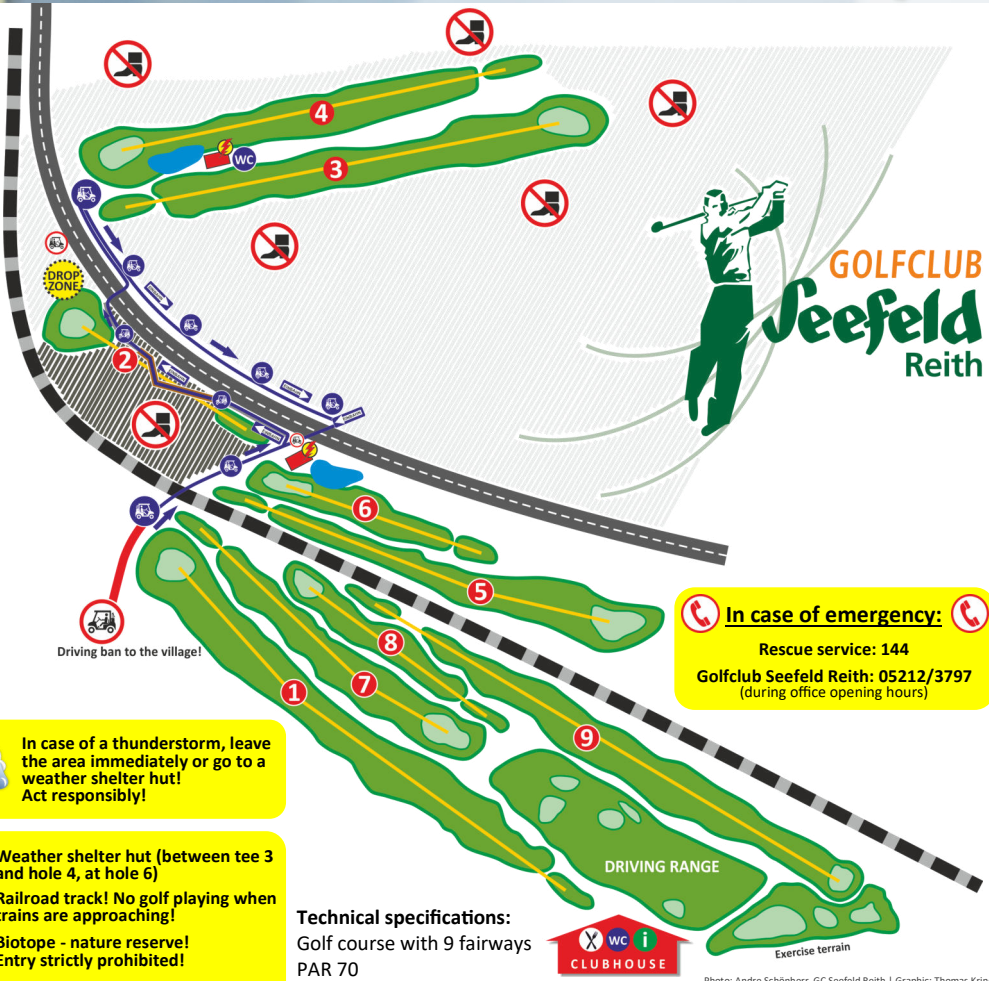 4
WC
3
DROP
ZONE
2
6
5
8
7
1
9
GOLFCLUB
Seefeld
Reith
Driving ban to the village!
In case of emergency:
Rescue service: 144
Golfclub Seefeld Reith: 05212/3797
(during office opening hours)
In case of a thunderstorm, leave
the area immediately or go to a
weather shelter hut!
Act responsibly!
Weather shelter hut (between tee 3
and hole 4, at hole 6)
Railroad track! No golf playing when
trains are approaching!
Biotope - nature reserve!
Entry strictly prohibited!
DRIVING RANGE
Exercise terrain
Technical specifications:
Golf course with 9 fairways
PAR 70
WC i
CLUBHOUSE